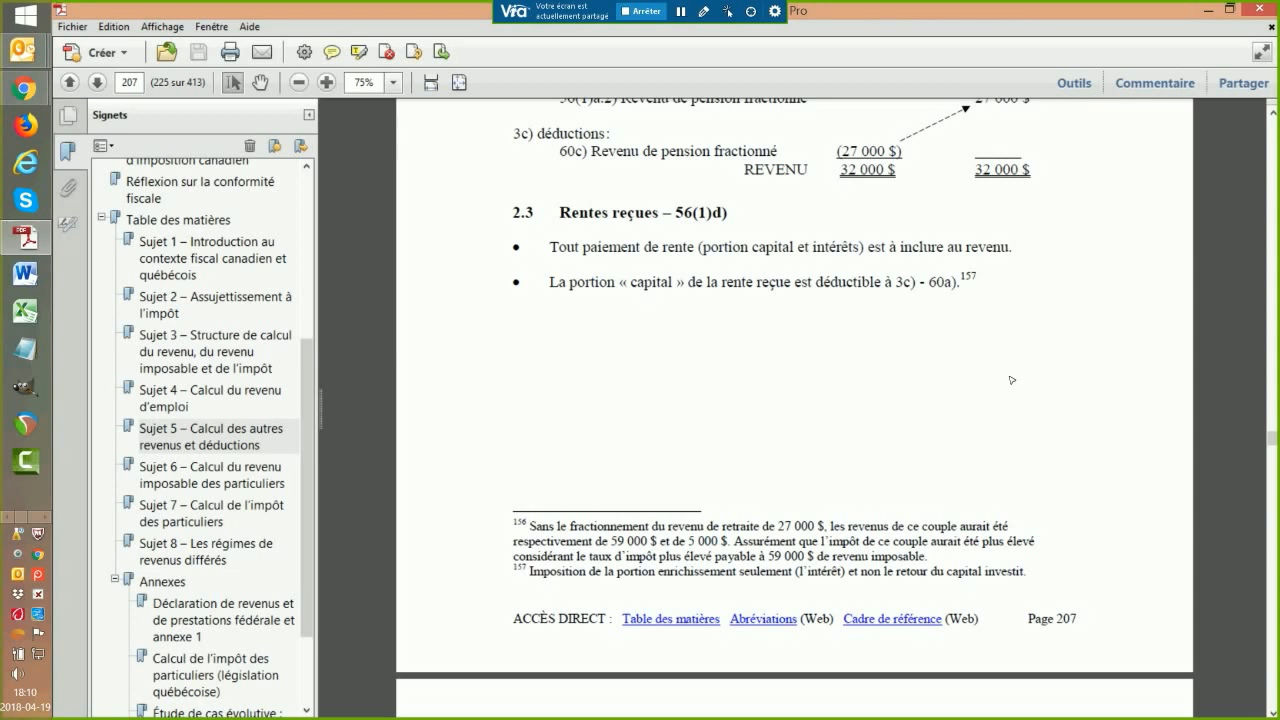 Votre écran est
actuellement partagé
Arrêter
Pro
Fichier Edition Affichage Fenêtre Aide
Créer
207 (225 sur 413) 75% Outils Commentaire Partager
Signets
d'imposition canadien
Réflexion sur la conformité
fiscale
Table des matières
Sujet 1 – Introduction au
contexte fiscal canadien et
québécois
Sujet 2 – Assujettissement à
l'impôt
Sujet 3 – Structure de calcul
du revenu, du revenu
imposable et de l'impôt
Sujet 4 – Calcul du revenu
d'emploi
Sujet 5 – Calcul des autres
revenus et déductions
Sujet 6 – Calcul du revenu
imposable des particuliers
Sujet 7 – Calcul de l'impôt
des particuliers
Sujet 8 – Les régimes de
revenus différés
Annexes
Déclaration de revenus et
de prestations fédérale et
annexe 1
Calcul de l'impôt des
particuliers (législation
québécoise)
Étude de cas évolutive :
56(1)a.2) Revenu de pension fractionné 27 000 $
3c) déductions:
60c) Revenu de pension fractionné (27 000 $)
REVENU 32 000 $ 32 000 $
2.3 Rentes reçues – 56(1)d)
• Tout paiement de rente (portion capital et intérêts) est à inclure au revenu.
• La portion « capital » de la rente reçue est déductible à 3c) - 60a).157
156 Sans le fractionnement du revenu de retraite de 27 000 $, les revenus de ce couple aurait été
respectivement de 59 000 $ et de 5 000 $. Assurément que l'impôt de ce couple aurait été plus élevé
considérant le taux d'impôt plus élevé payable à 59 000 $ de revenu imposable.
157 Imposition de la portion enrichissement seulement (l'intérêt) et non le retour du capital investit.
ACCÈS DIRECT : Table des matières Abréviations (Web) Cadre de référence (Web) Page 207
18:10
2018-04-19